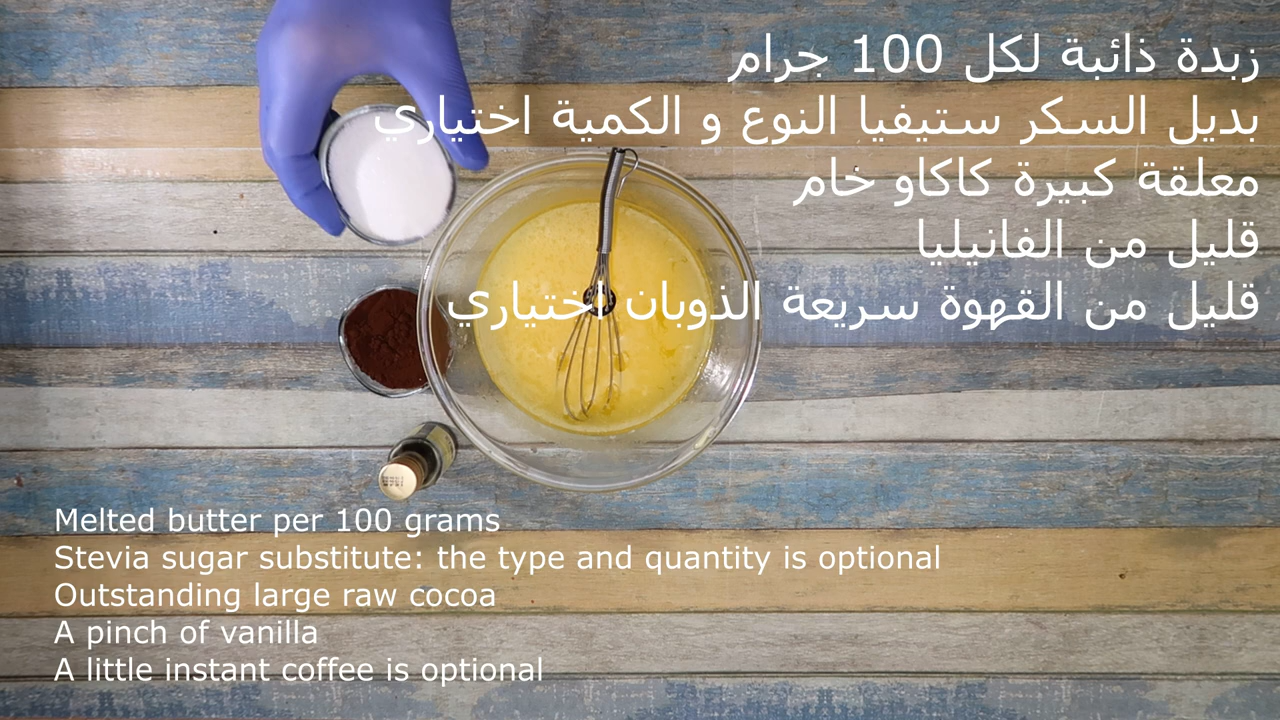 زبدة ذائبة لكل 100 جرام
بديل السكر ستيفيا النوع و الكمية اختياري
معلقة كبيرة كاكاو خام
قليل من الفانيليا
قليل من القهوة سريعة الذوبان اختياري
Melted butter per 100 grams
Stevia sugar substitute: the type and quantity is optional
Outstanding large raw cocoa
A pinch of vanilla
A little instant coffee is optional